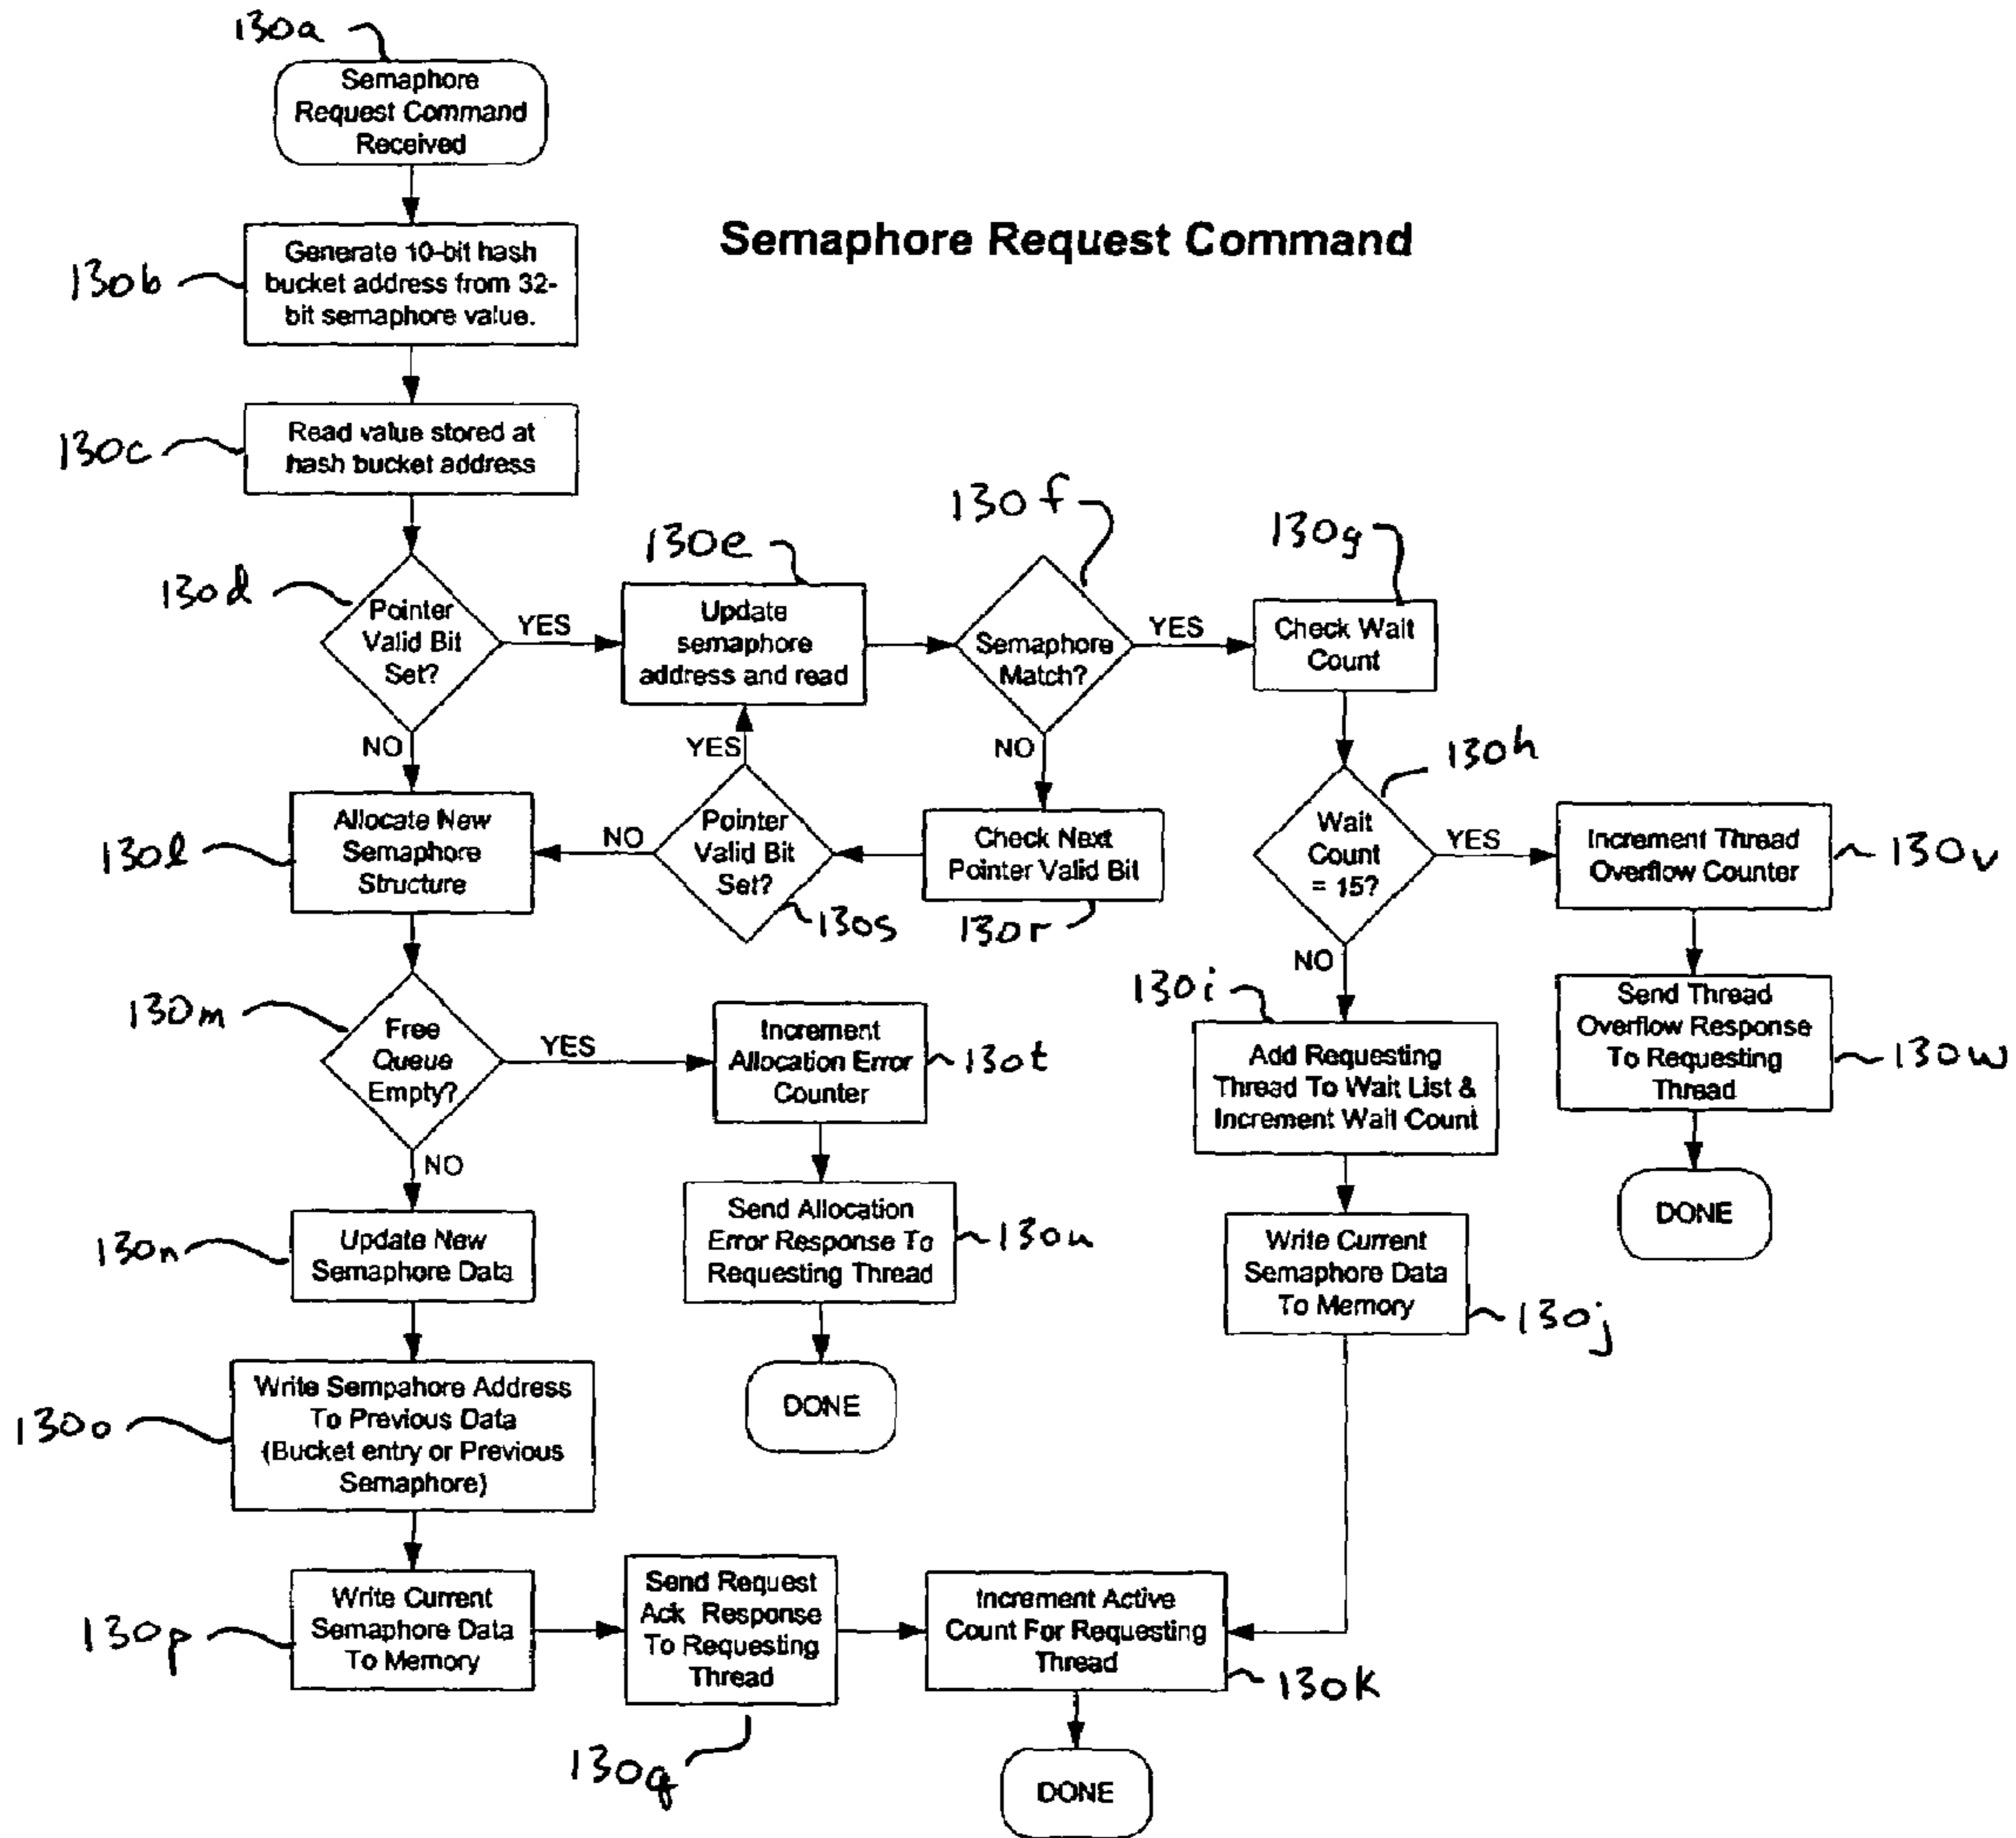 130a
Semaphore
Request Command
Received
Semaphore Request Command
130b
Generate 10-bit hash
bucket address from 32-
bit semaphore value.
130c
Read value stored at
hash bucket address
130d
Pointer
Valid Bit
Set?
YES
NO
130e
Update
semaphore
address and read
130f
Semaphore
Match?
YES
NO
130g
Check Wait
Count
130h
Wait
Count
= 15?
YES
NO
Increment Thread
Overflow Counter
130v
Send Thread
Overflow Response
To Requesting
Thread
130w
DONE
130l
Allocate New
Semaphore
Structure
YES
NO
Pointer
Valid Bit
Set?
130s
Check Next
Pointer Valid Bit
130r
130m
Free
Queue
Empty?
YES
NO
Increment
Allocation Error
Counter
130t
Send Allocation
Error Response To
Requesting Thread
130u
DONE
130i
Add Requesting
Thread To Wait List &
Increment Wait Count
Write Current
Semaphore Data
To Memory
130j
130n
Update New
Semaphore Data
130o
Write Sempahore Address
To Previous Data
(Bucket entry or Previous
Semaphore)
130p
Write Current
Semaphore Data
To Memory
Send Request
Ack Response
To Requesting
Thread
130q
Increment Active
Count For Requesting
Thread
130k
DONE